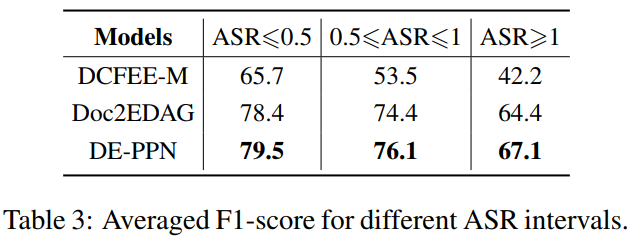 Models ASR⩽0.5 0.5⩽ASR⩽1 ASR⩾1
DCFEE-M 65.7 53.5 42.2
Doc2EDAG 78.4 74.4 64.4
DE-PPN 79.5 76.1 67.1
Table 3: Averaged F1-score for different ASR intervals.